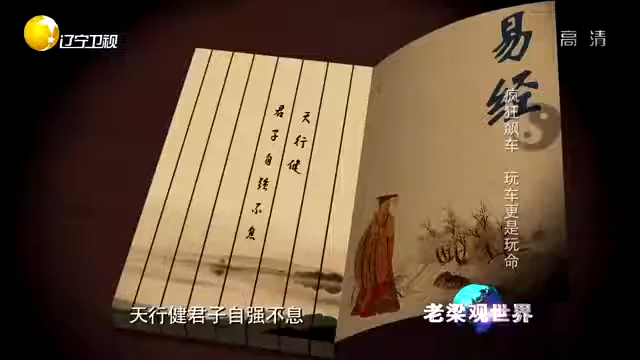 辽宁卫视
高清
易经
疯狂飙车 玩车更是玩命
天行健
君子自强不息
天行健君子自强不息
老梁观世界